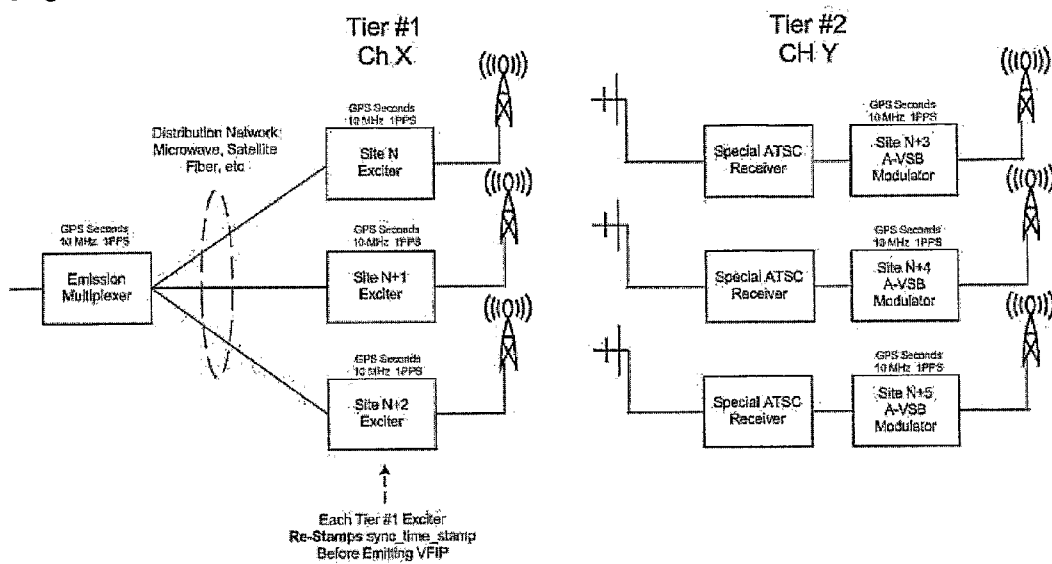 Tier #1
Ch X
Tier #2
CH Y
Distribution Network:
Microwave, Satellite
Fiber, etc
GPS Seconds
10 MHz 1PPS
Emission
Multiplexer
GPS Seconds
10 MHz 1PPS
Site N
Exciter
GPS Seconds
10 MHz 1PPS
Site N+1
Exciter
GPS Seconds
10 MHz 1PPS
Site N+2
Exciter
Each Tier #1 Exciter
Re-Stamps sync_time_stamp
Before Emitting VFIP
Special ATSC
Receiver
GPS Seconds
10 MHz 1PPS
Site N+3
A-VSB
Modulator
Special ATSC
Receiver
GPS Seconds
10 MHz 1PPS
Site N+4
A-VSB
Modulator
Special ATSC
Receiver
GPS Seconds
10 MHz 1PPS
Site N+5
A-VSB
Modulator